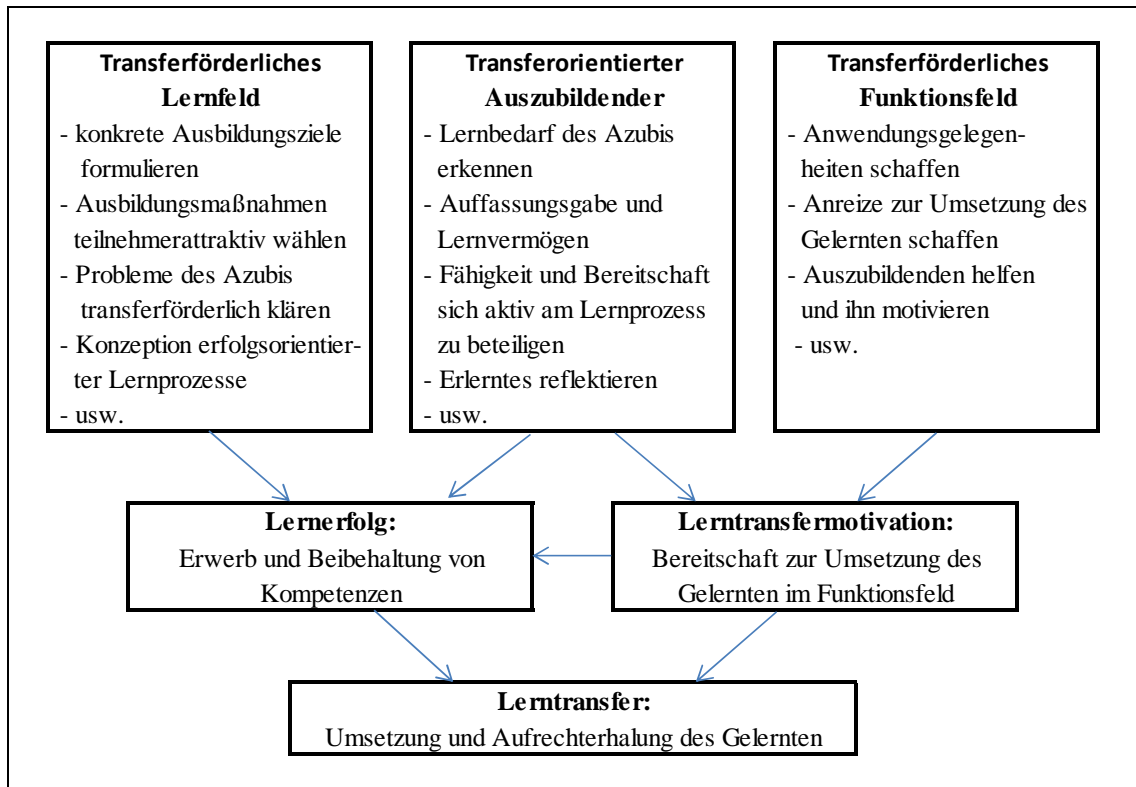 Transferförderliches
Lernfeld
- konkrete Ausbildungsziele
formulieren
- Ausbildungsmaßnahmen
teilnehmerattraktiv wählen
- Probleme des Azubis
transferförderlich klären
- Konzeption erfolgsorientier-
ter Lernprozesse
- usw.
Transferorientierter
Auszubildender
- Lernbedarf des Azubis
erkennen
- Auffassungsgabe und
Lernvermögen
- Fähigkeit und Bereitschaft
sich aktiv am Lernprozess
zu beteiligen
- Erlerntes reflektieren
- usw.
Transferförderliches
Funktionsfeld
- Anwendungsgelegen-
heiten schaffen
- Anreize zur Umsetzung des
Gelernten schaffen
- Auszubildenden helfen
und ihn motivieren
- usw.
Lernerfolg:
Erwerb und Beibehaltung von
Kompetenzen
Lerntransfermotivation:
Bereitschaft zur Umsetzung des
Gelernten im Funktionsfeld
Lerntransfer:
Umsetzung und Aufrechterhalung des Gelernten